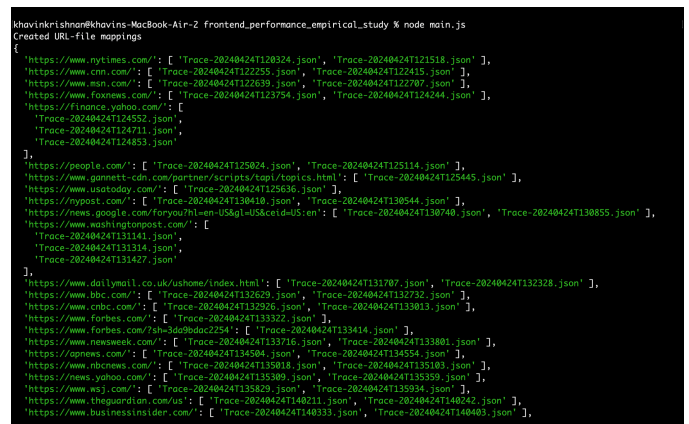 khavinkrishnan@khavins-MacBook-Air-2 frontend_performance_empirical_study % node main.js
Created URL-file mappings
{
  'https://www.nytimes.com/': [ 'Trace-20240424T120324.json', 'Trace-20240424T121518.json' ],
  'https://www.cnn.com/': [ 'Trace-20240424T122255.json', 'Trace-20240424T122415.json' ],
  'https://www.msn.com/': [ 'Trace-20240424T122639.json', 'Trace-20240424T122707.json' ],
  'https://www.foxnews.com/': [ 'Trace-20240424T123754.json', 'Trace-20240424T124244.json' ],
  'https://finance.yahoo.com/': [
    'Trace-20240424T124552.json',
    'Trace-20240424T124711.json',
    'Trace-20240424T124853.json'
  ],
  'https://people.com/': [ 'Trace-20240424T125024.json', 'Trace-20240424T125114.json' ],
  'https://www.gannett-cdn.com/partner/scripts/tapi/topics.html': [ 'Trace-20240424T125445.json' ],
  'https://www.usatoday.com/': [ 'Trace-20240424T125636.json' ],
  'https://nypost.com/': [ 'Trace-20240424T130410.json', 'Trace-20240424T130544.json' ],
  'https://news.google.com/foryou?hl=en-US&gl=US&ceid=US:en': [ 'Trace-20240424T130740.json', 'Trace-20240424T130855.json' ],
  'https://www.washingtonpost.com/': [
    'Trace-20240424T131141.json',
    'Trace-20240424T131314.json',
    'Trace-20240424T131427.json'
  ],
  'https://www.dailymail.co.uk/ushome/index.html': [ 'Trace-20240424T131707.json', 'Trace-20240424T132328.json' ],
  'https://www.bbc.com/': [ 'Trace-20240424T132629.json', 'Trace-20240424T132732.json' ],
  'https://www.cnbc.com/': [ 'Trace-20240424T132926.json', 'Trace-20240424T133013.json' ],
  'https://www.forbes.com/': [ 'Trace-20240424T133322.json' ],
  'https://www.forbes.com/?sh=3da9bdac2254': [ 'Trace-20240424T133414.json' ],
  'https://www.newsweek.com/': [ 'Trace-20240424T133716.json', 'Trace-20240424T133801.json' ],
  'https://apnews.com/': [ 'Trace-20240424T134504.json', 'Trace-20240424T134554.json' ],
  'https://www.nbcnews.com/': [ 'Trace-20240424T135018.json', 'Trace-20240424T135103.json' ],
  'https://news.yahoo.com/': [ 'Trace-20240424T135309.json', 'Trace-20240424T135359.json' ],
  'https://www.wsj.com/': [ 'Trace-20240424T135829.json', 'Trace-20240424T135934.json' ],
  'https://www.theguardian.com/us': [ 'Trace-20240424T140211.json', 'Trace-20240424T140242.json' ],
  'https://www.businessinsider.com/': [ 'Trace-20240424T140333.json', 'Trace-20240424T140403.json' ],